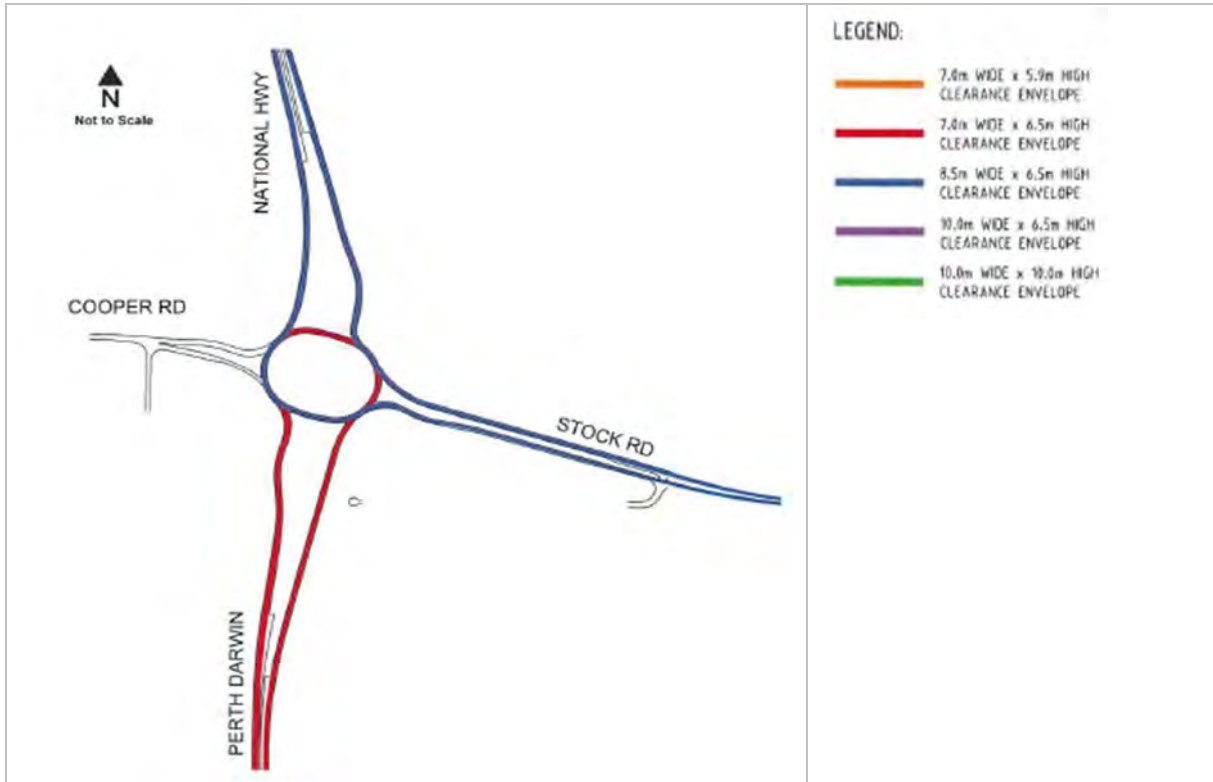 N
Not to Scale
NATIONAL HWY
COOPER RD
STOCK RD
PERTH DARWIN
LEGEND:
7.0m WIDE x 5.9m HIGH
CLEARANCE ENVELOPE
7.0m WIDE x 6.5m HIGH
CLEARANCE ENVELOPE
8.5m WIDE x 6.5m HIGH
CLEARANCE ENVELOPE
10.0m WIDE x 6.5m HIGH
CLEARANCE ENVELOPE
10.0m WIDE x 10.0m HIGH
CLEARANCE ENVELOPE